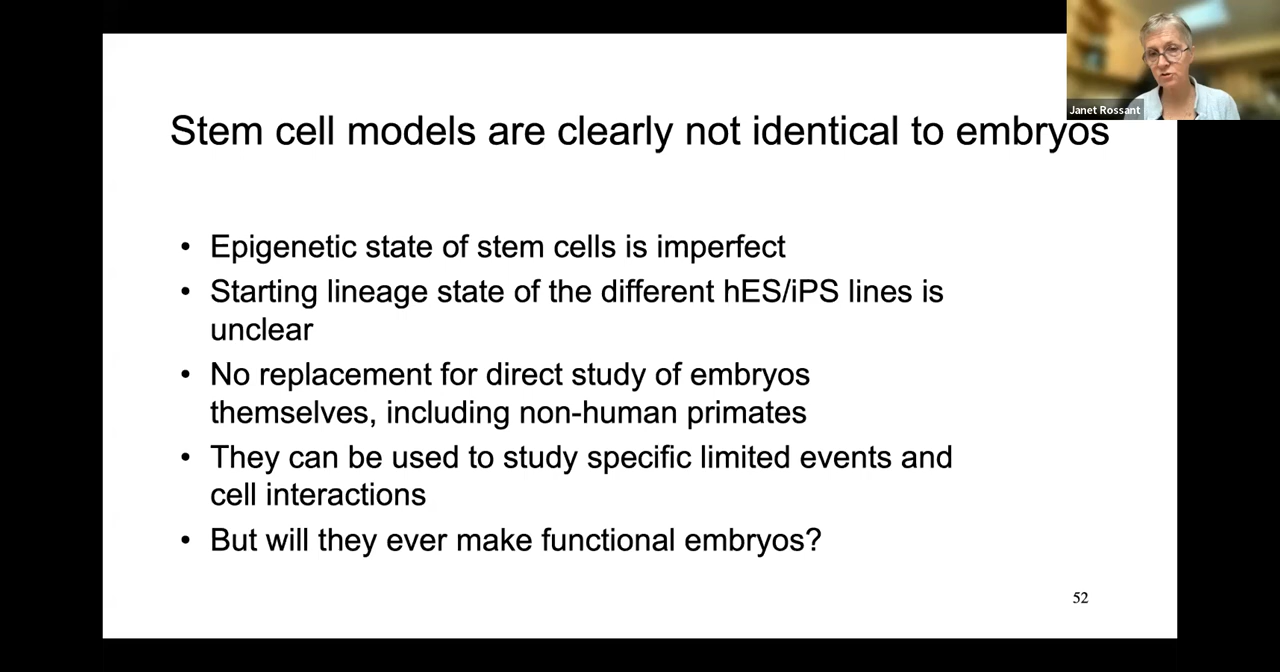 Janet Rossant
Stem cell models are clearly not identical to embryos
• Epigenetic state of stem cells is imperfect
• Starting lineage state of the different hES/iPS lines is
unclear
• No replacement for direct study of embryos
themselves, including non-human primates
• They can be used to study specific limited events and
cell interactions
• But will they ever make functional embryos?
52